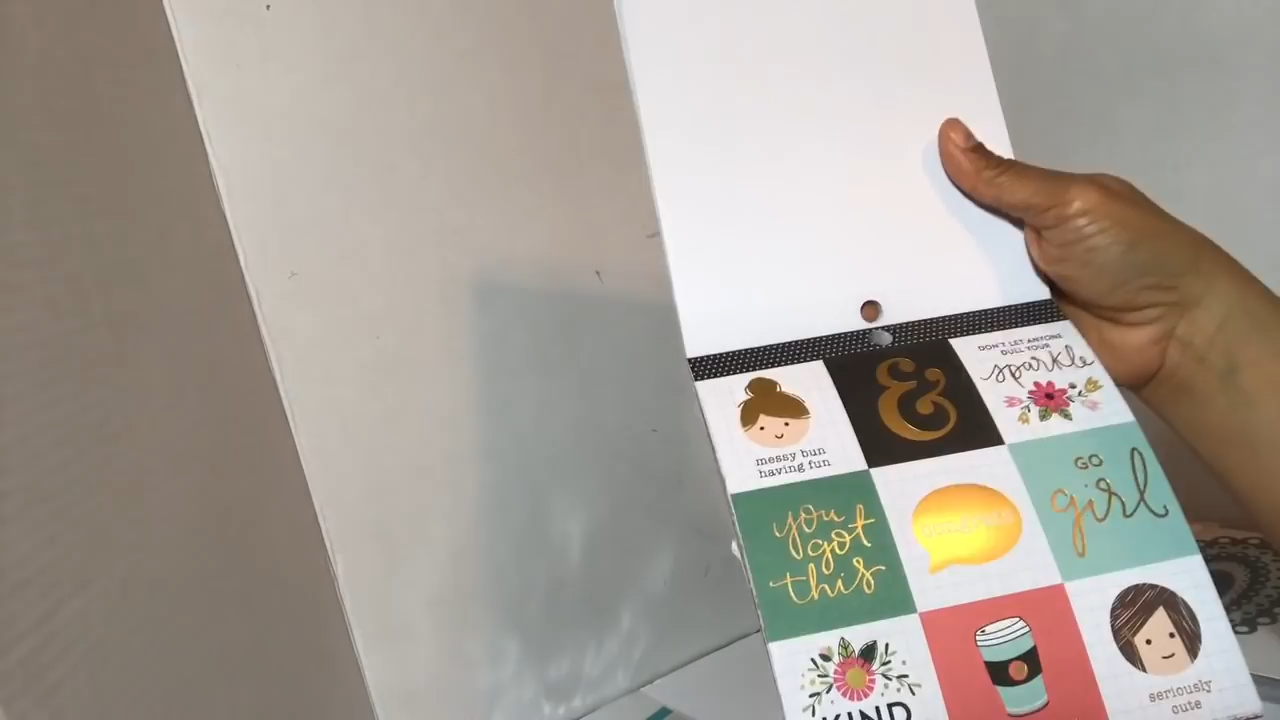 DON'T LET ANYONE
DULL YOUR
sparkle
&
messy bun
having fun
GO
girl
you
got
this
KIND
seriously
cute